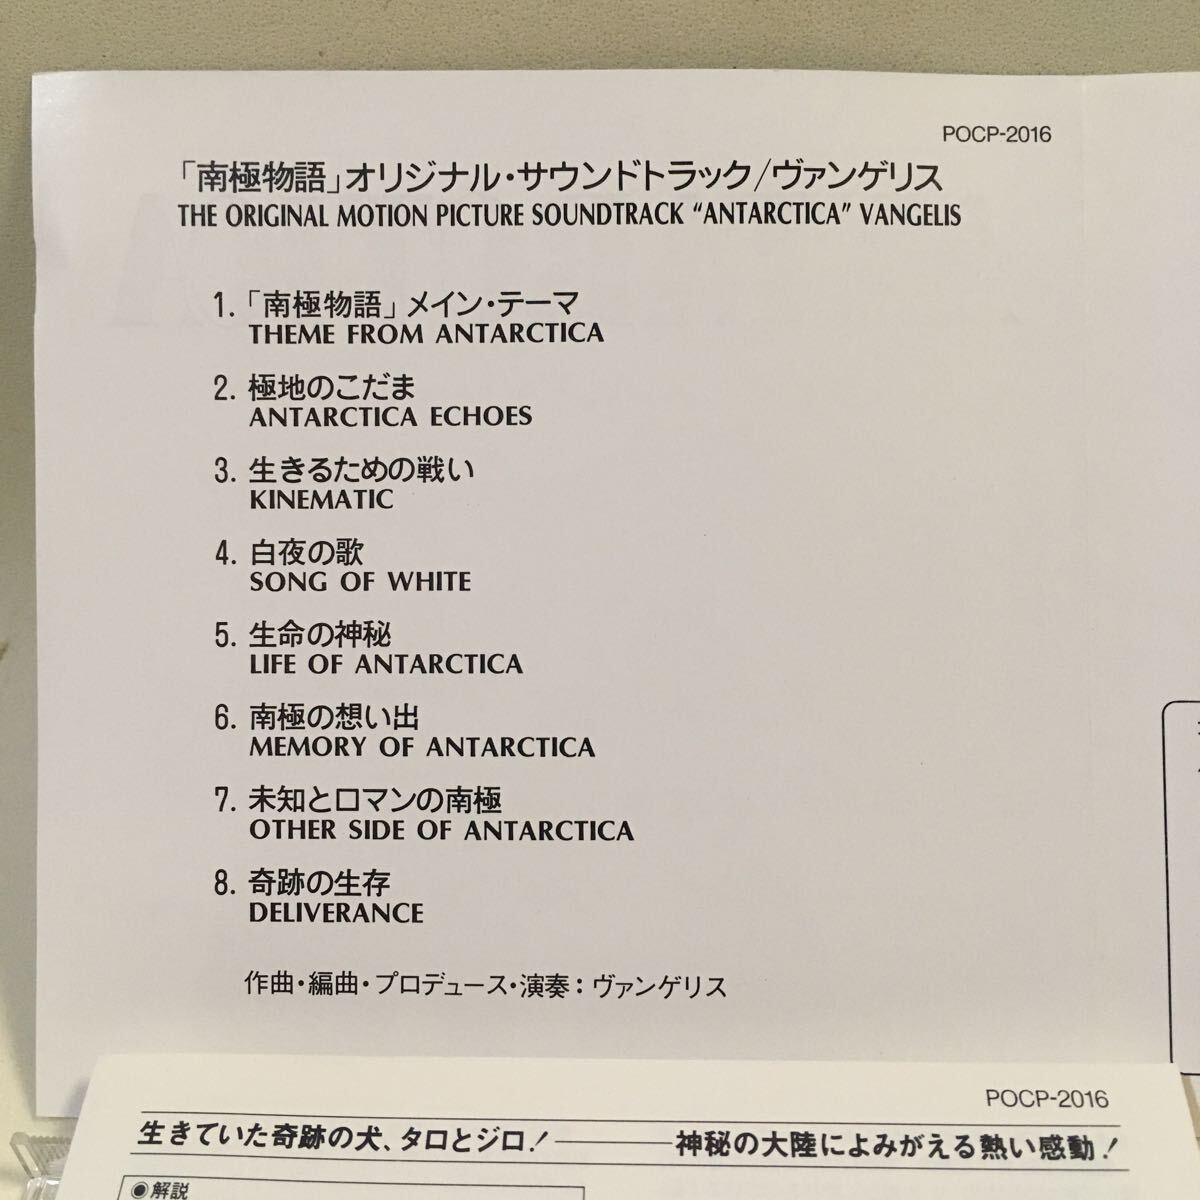 POCP-2016
「南極物語」オリジナル・サウンドトラック/ヴァンゲリス
THE ORIGINAL MOTION PICTURE SOUNDTRACK “ANTARCTICA” VANGELIS
1.「南極物語」メイン・テーマ
THEME FROM ANTARCTICA
2. 極地のこだま
ANTARCTICA ECHOES
3. 生きるための戦い
KINEMATIC
4. 白夜の歌
SONG OF WHITE
5. 生命の神秘
LIFE OF ANTARCTICA
6. 南極の想い出
MEMORY OF ANTARCTICA
7. 未知とロマンの南極
OTHER SIDE OF ANTARCTICA
8. 奇跡の生存
DELIVERANCE
作曲・編曲・プロデュース・演奏：ヴァンゲリス
POCP-2016
生きていた奇跡の犬、タロとジロ！――――神秘の大陸によみがえる熱い感動！
◉解説